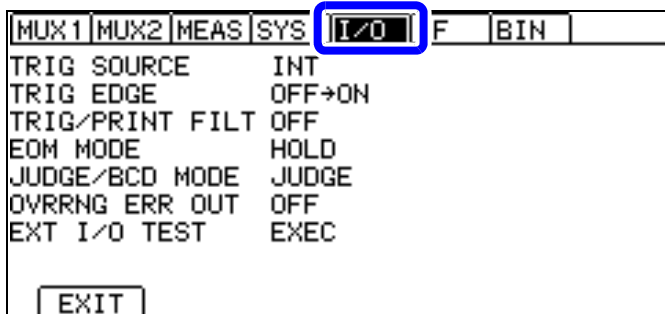 MUX1 MUX2 MEAS SYS I/O F BIN
TRIG SOURCE INT
TRIG EDGE OFF→ON
TRIG/PRINT FILT OFF
EOM MODE HOLD
JUDGE/BCD MODE JUDGE
OVRRNG ERR OUT OFF
EXT I/O TEST EXEC
EXIT